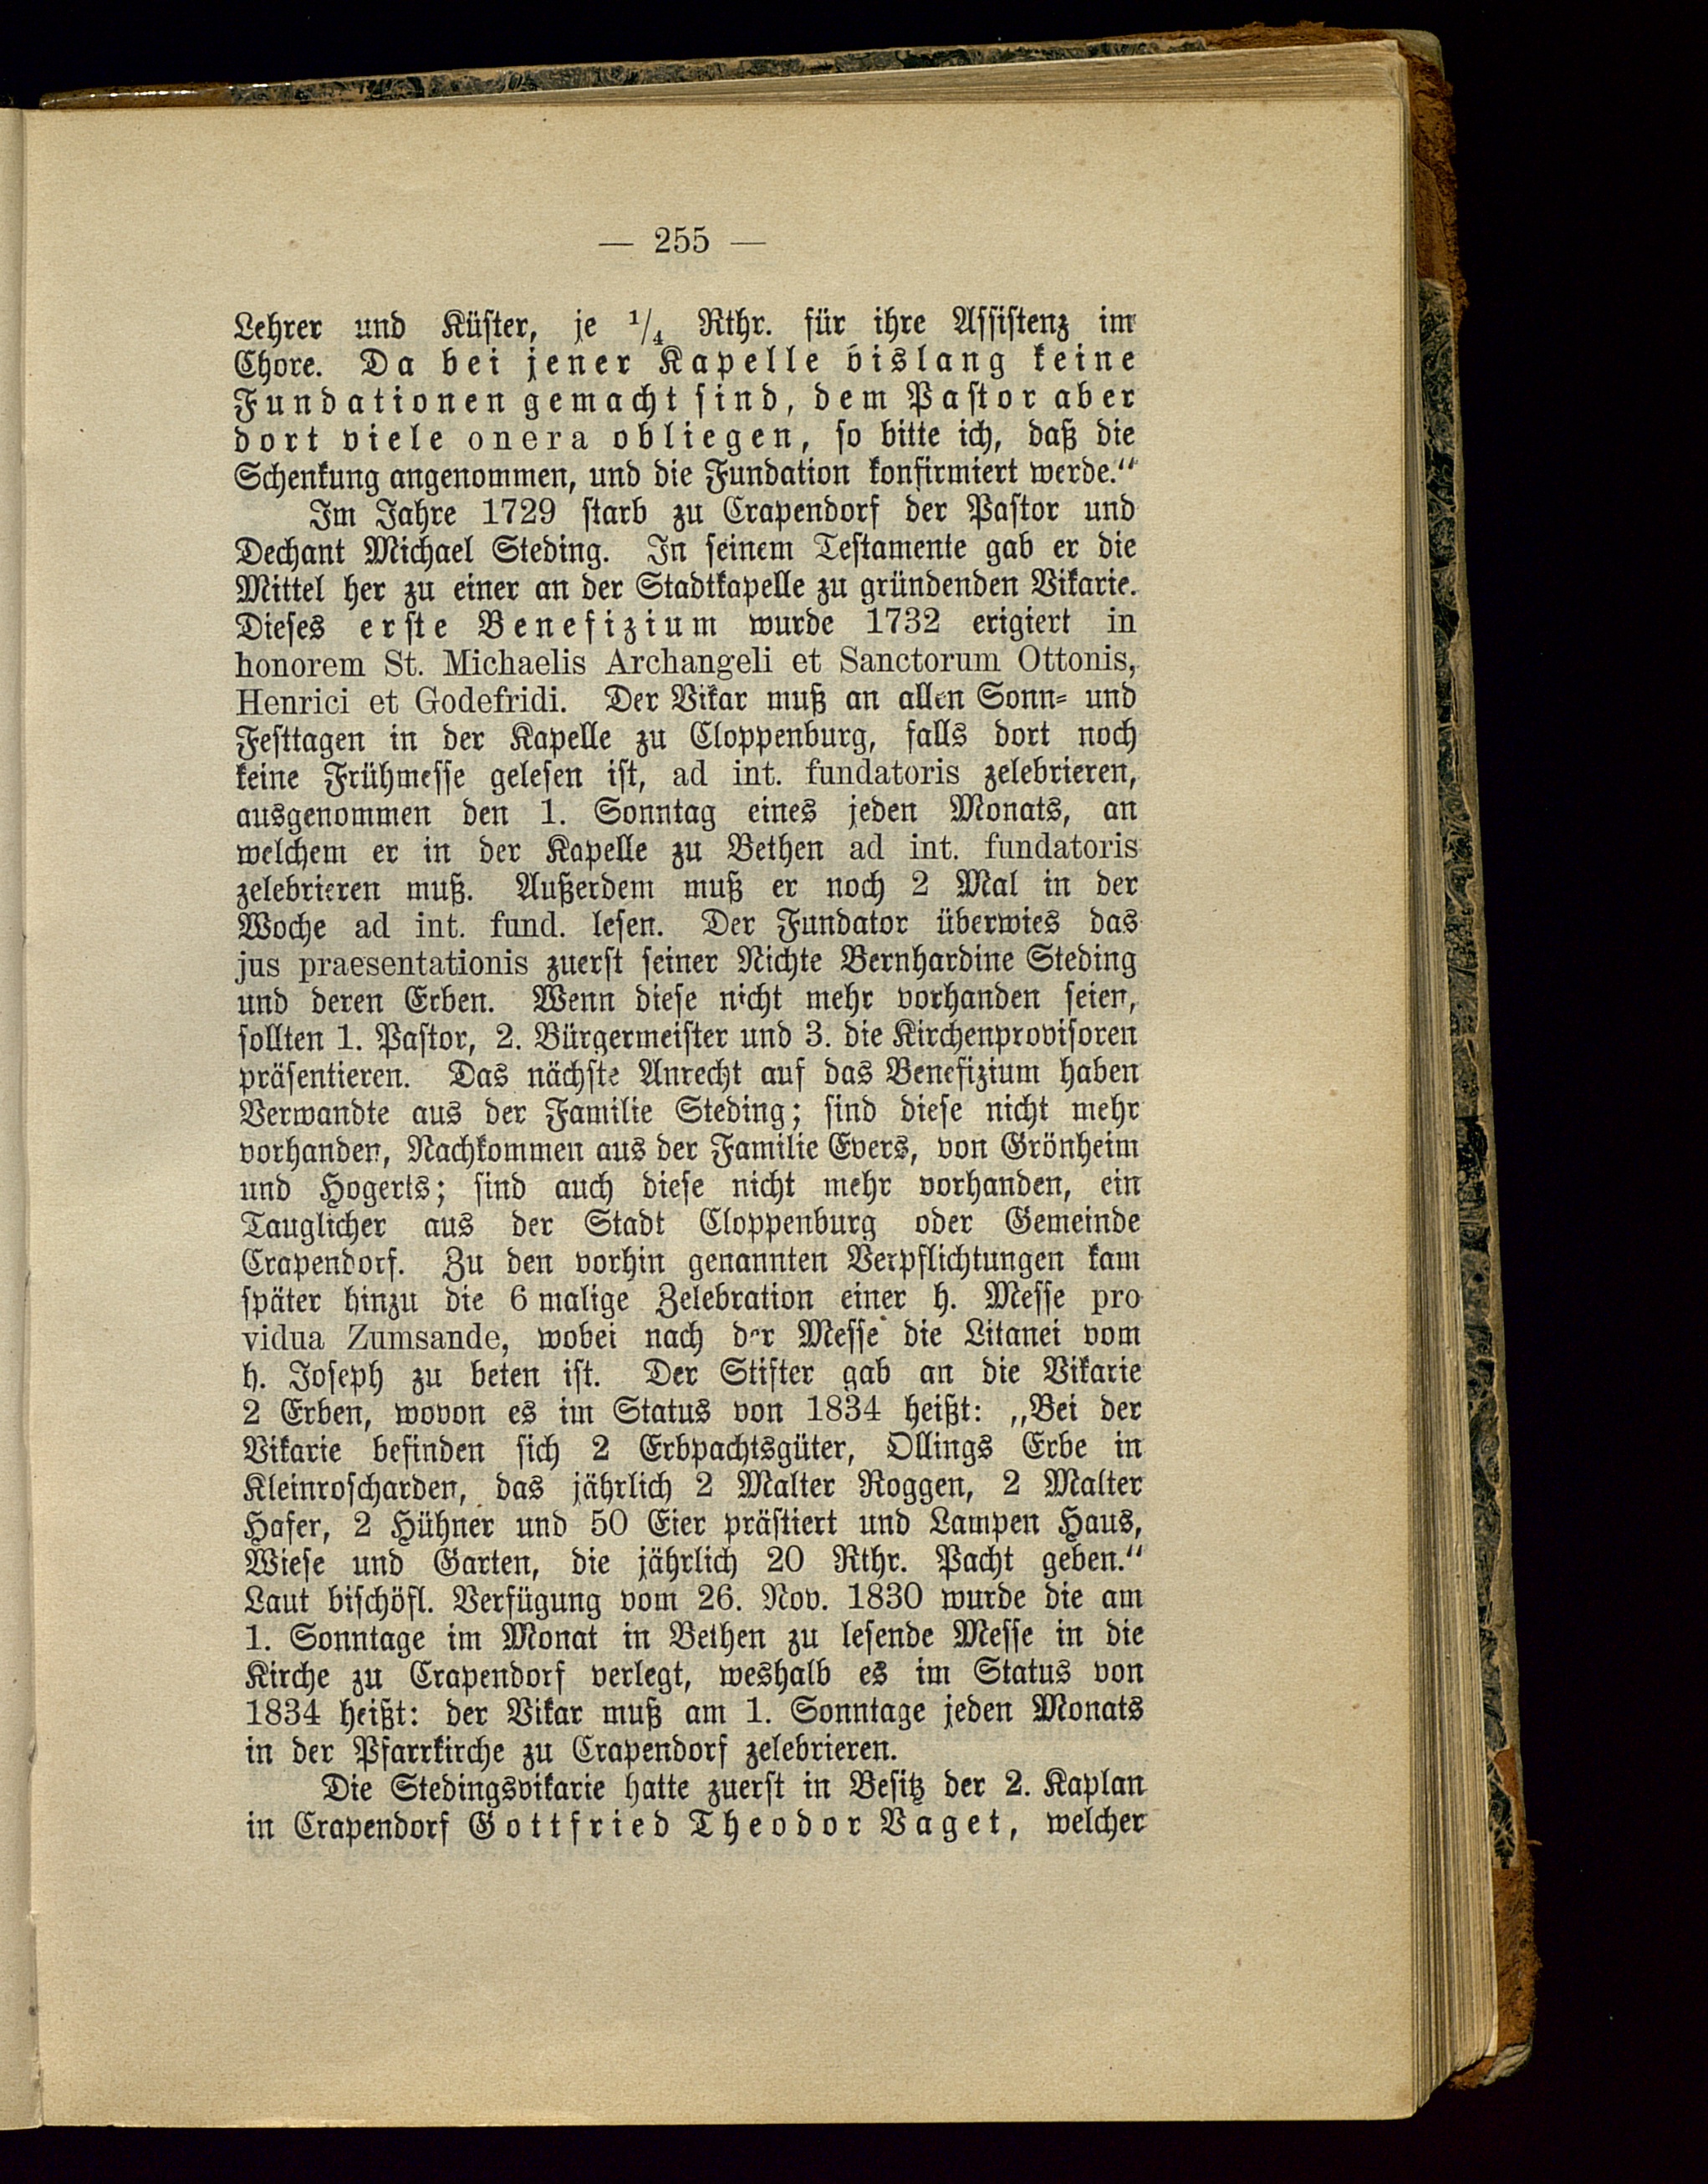 — 255 —
Lehrer und Küster, je 1/4 Rthr. für ihre Assistenz im
Chore. Da bei jener Kapelle bislang keine
Fundationen gemacht sind, dem Pastor aber
dort viele onera obliegen, so bitte ich, daß die
Schenkung angenommen, und die Fundation konfirmiert werde."
Im Jahre 1729 starb zu Crapendorf der Pastor und
Dechant Michael Steding. In seinem Testamente gab er die
Mittel her zu einer an der Stadtkapelle zu gründenden Vikarie.
Dieses erste Benefizium wurde 1732 erigiert in
honorem St. Michaelis Archangeli et Sanctorum Ottonis,
Henrici et Godefridi. Der Vikar muß an allen Sonn- und
Festtagen in der Kapelle zu Cloppenburg, falls dort noch
keine Frühmesse gelesen ist, ad int. fundatoris zelebrieren,
ausgenommen den 1. Sonntag eines jeden Monats, an
welchem er in der Kapelle zu Bethen ad int. fundatoris
zelebrieren muß. Außerdem muß er noch 2 Mal in der
Woche ad int. fund. lesen. Der Fundator überwies das
jus praesentationis zuerst seiner Nichte Bernhardine Steding
und deren Erben. Wenn diese nicht mehr vorhanden seien,
sollten 1. Pastor, 2. Bürgermeister und 3. die Kirchenprovisoren
präsentieren. Das nächste Anrecht auf das Benefizium haben
Verwandte aus der Familie Steding; sind diese nicht mehr
vorhanden, Nachkommen aus der Familie Evers, von Grönheim
und Hogerts; sind auch diese nicht mehr vorhanden, ein
Tauglicher aus der Stadt Cloppenburg oder Gemeinde
Crapendorf. Zu den vorhin genannten Verpflichtungen kam
später hinzu die 6 malige Zelebration einer h. Messe pro
vidua Zumsande, wobei nach der Messe die Litanei vom
h. Joseph zu beten ist. Der Stifter gab an die Vikarie
2 Erben, wovon es im Status von 1834 heißt: „Bei der
Vikarie befinden sich 2 Erbpachtsgüter, Ollings Erbe in
Kleinroscharden, das jährlich 2 Malter Roggen, 2 Malter
Hafer, 2 Hühner und 50 Eier prästiert und Lampen Haus,
Wiese und Garten, die jährlich 20 Rthr. Pacht geben."
Laut bischöfl. Verfügung vom 26. Nov. 1830 wurde die am
1. Sonntage im Monat in Bethen zu lesende Messe in die
Kirche zu Crapendorf verlegt, weshalb es im Status von
1834 heißt: der Vikar muß am 1. Sonntage jeden Monats
in der Pfarrkirche zu Crapendorf zelebrieren.
Die Stedingsvikarie hatte zuerst in Besitz der 2. Kaplan
in Crapendorf Gottfried Theodor Vaget, welcher